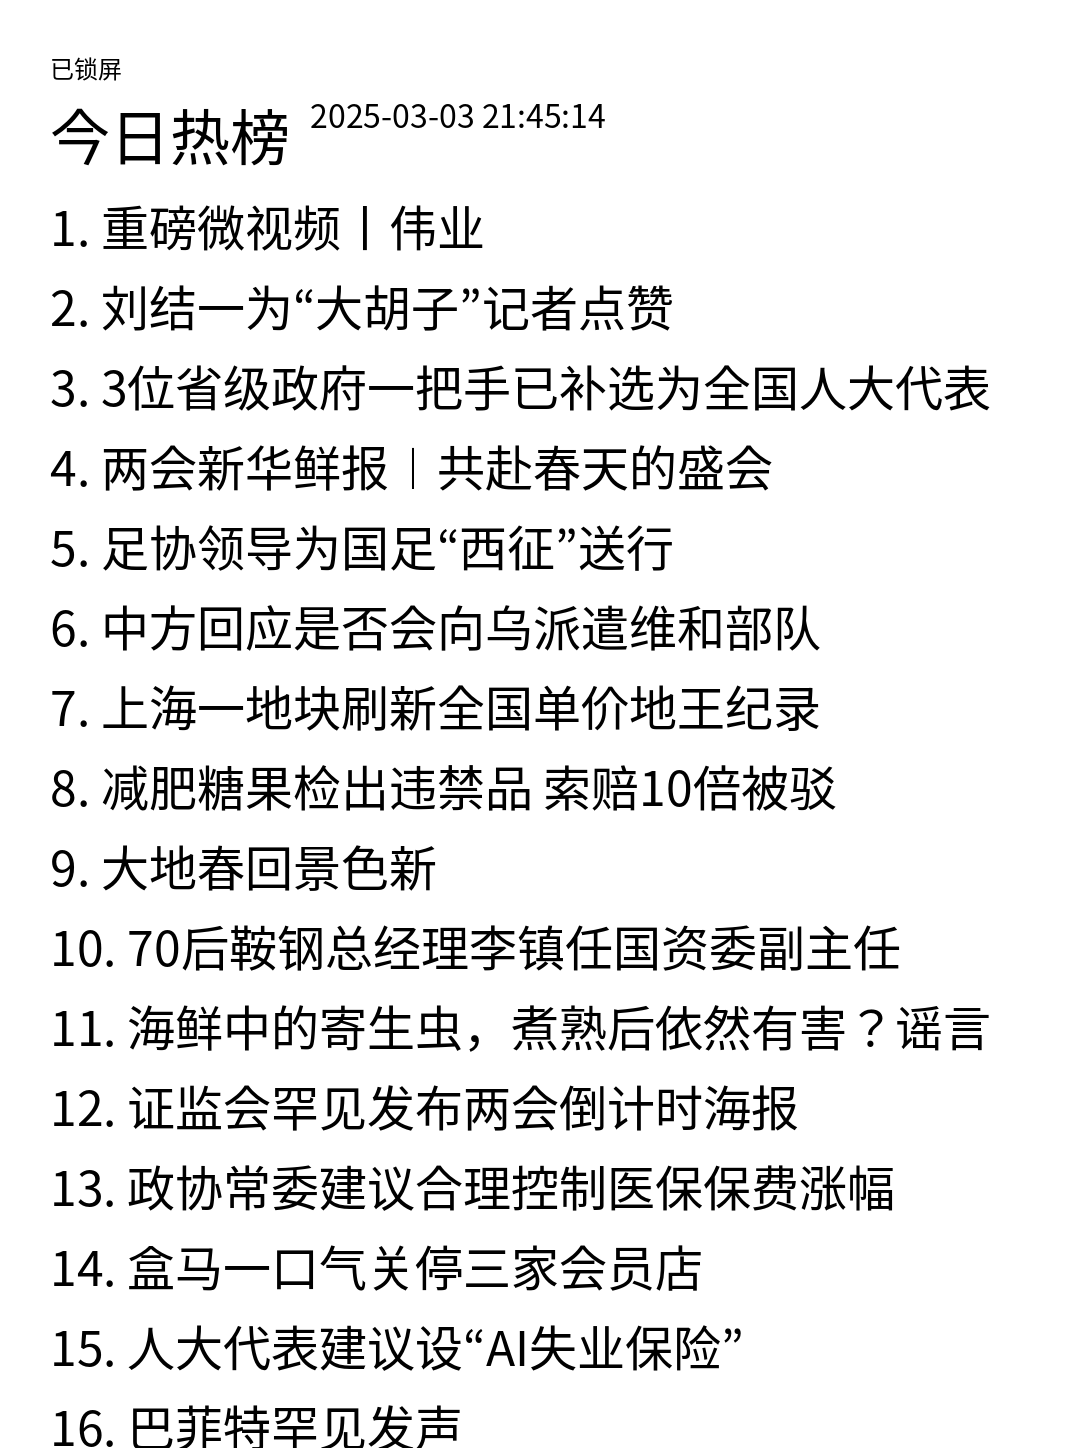 已锁屏
今日热榜 2025-03-03 21:45:14
1. 重磅微视频丨伟业
2. 刘结一为“大胡子”记者点赞
3. 3位省级政府一把手已补选为全国人大代表
4. 两会新华鲜报︱共赴春天的盛会
5. 足协领导为国足“西征”送行
6. 中方回应是否会向乌派遣维和部队
7. 上海一地块刷新全国单价地王纪录
8. 减肥糖果检出违禁品 索赔10倍被驳
9. 大地春回景色新
10. 70后鞍钢总经理李镇任国资委副主任
11. 海鲜中的寄生虫，煮熟后依然有害？谣言
12. 证监会罕见发布两会倒计时海报
13. 政协常委建议合理控制医保保费涨幅
14. 盒马一口气关停三家会员店
15. 人大代表建议设“AI失业保险”
16. 巴菲特罕见发声